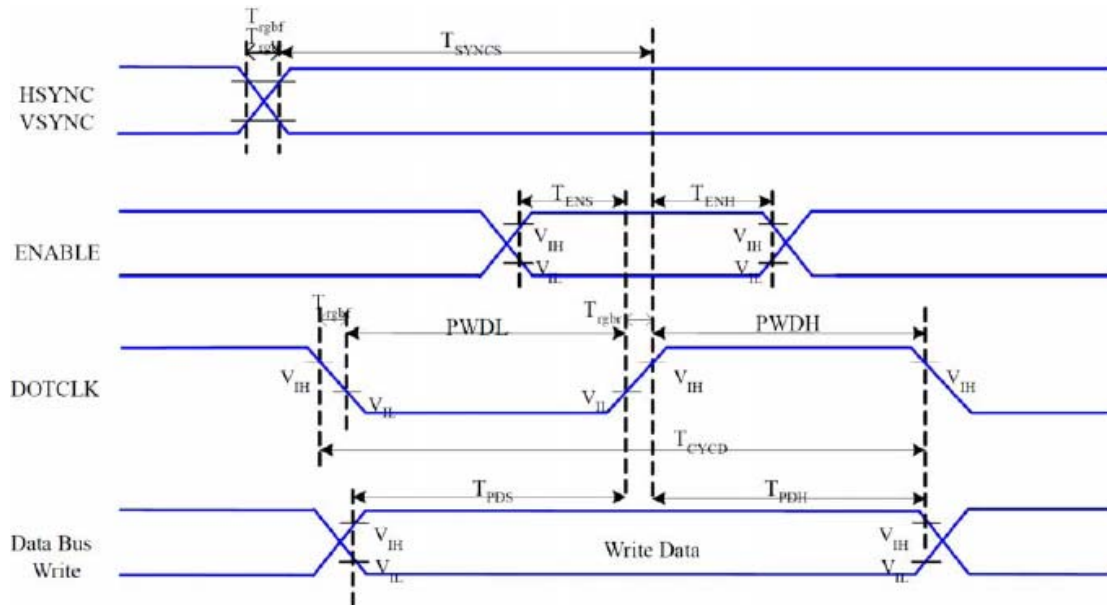 Trgbf
T
TSYNCS
HSYNC
VSYNC
TENS
TENH
ENABLE
VIH
VIH
VIL
VIL
Trgbf
PWDL
Trgbr
PWDH
DOTCLK
VIH
VIL
VIL
VIH
VIH
TCYCD
TPDS
TPDH
Data Bus
Write
VIH
Write Data
VIH
VIL
VIL